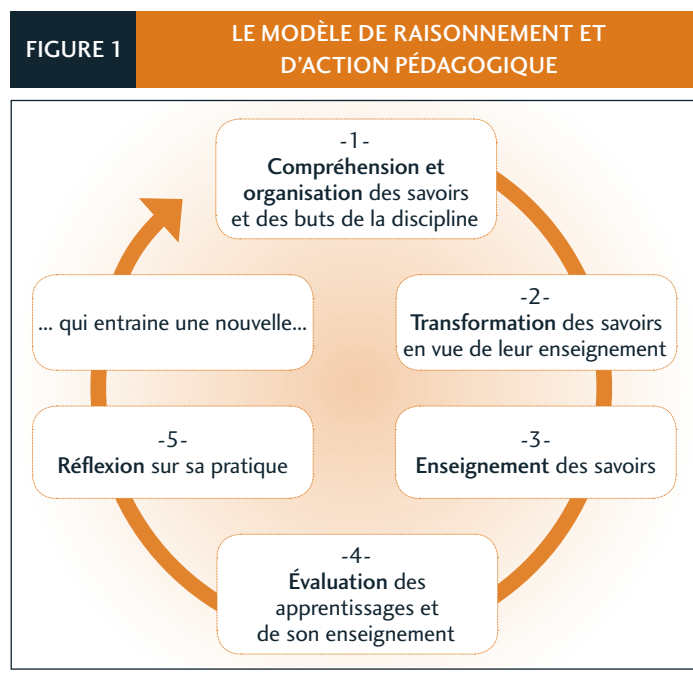 FIGURE 1
LE MODÈLE DE RAISONNEMENT ET
D'ACTION PÉDAGOGIQUE
-1-
Compréhension et
organisation des savoirs
et des buts de la discipline
-2-
Transformation des savoirs
en vue de leur enseignement
-3-
Enseignement des savoirs
-4-
Évaluation des
apprentissages et
de son enseignement
-5-
Réflexion sur sa pratique
... qui entraine une nouvelle...